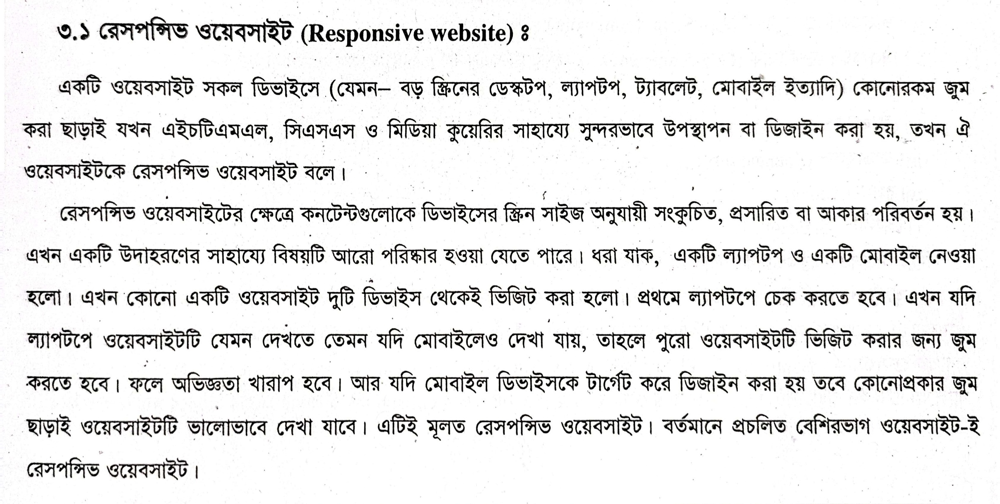 ৩.১ রেসপন্সিভ ওয়েবসাইট (Responsive website) ঃ
একটি ওয়েবসাইট সকল ডিভাইসে (যেমন– বড় স্ক্রিনের ডেস্কটপ, ল্যাপটপ, ট্যাবলেট, মোবাইল ইত্যাদি) কোনোরকম জুম
করা ছাড়াই যখন এইচটিএমএল, সিএসএস ও মিডিয়া কুয়েরির সাহায্যে সুন্দরভাবে উপস্থাপন বা ডিজাইন করা হয়, তখন ঐ
ওয়েবসাইটকে রেসপন্সিভ ওয়েবসাইট বলে।
রেসপন্সিভ ওয়েবসাইটের ক্ষেত্রে কনটেন্টগুলোকে ডিভাইসের স্ক্রিন সাইজ অনুযায়ী সংকুচিত, প্রসারিত বা আকার পরিবর্তন হয়।
এখন একটি উদাহরণের সাহায্যে বিষয়টি আরো পরিষ্কার হওয়া যেতে পারে। ধরা যাক, একটি ল্যাপটপ ও একটি মোবাইল নেওয়া
হলো। এখন কোনো একটি ওয়েবসাইট দুটি ডিভাইস থেকেই ভিজিট করা হলো। প্রথমে ল্যাপটপে চেক করতে হবে। এখন যদি
ল্যাপটপে ওয়েবসাইটটি যেমন দেখতে তেমন যদি মোবাইলেও দেখা যায়, তাহলে পুরো ওয়েবসাইটটি ভিজিট করার জন্য জুম
করতে হবে। ফলে অভিজ্ঞতা খারাপ হবে। আর যদি মোবাইল ডিভাইসকে টার্গেট করে ডিজাইন করা হয় তবে কোনোপ্রকার জুম
ছাড়াই ওয়েবসাইটটি ভালোভাবে দেখা যাবে। এটিই মূলত রেসপন্সিভ ওয়েবসাইট। বর্তমানে প্রচলিত বেশিরভাগ ওয়েবসাইট-ই
রেসপন্সিভ ওয়েবসাইট।